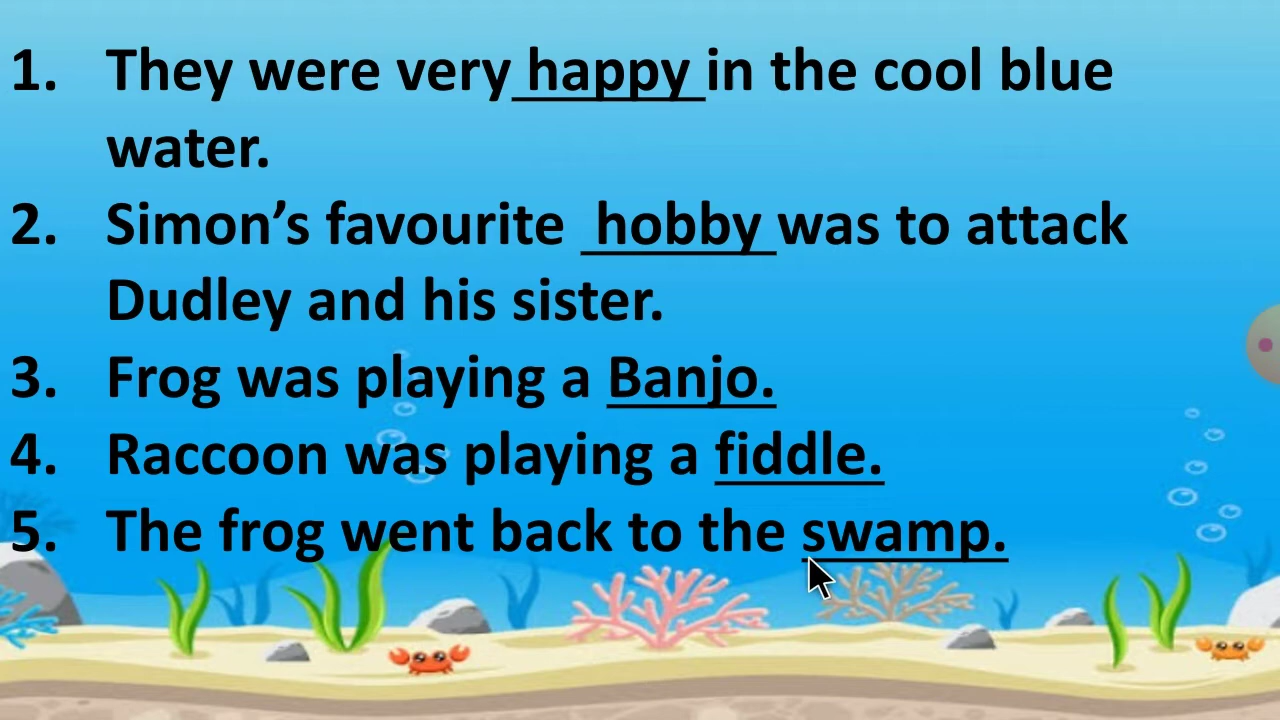 1. They were very happy in the cool blue
water.
2. Simon’s favourite hobby was to attack
Dudley and his sister.
3. Frog was playing a Banjo.
4. Raccoon was playing a fiddle.
5. The frog went back to the swamp.